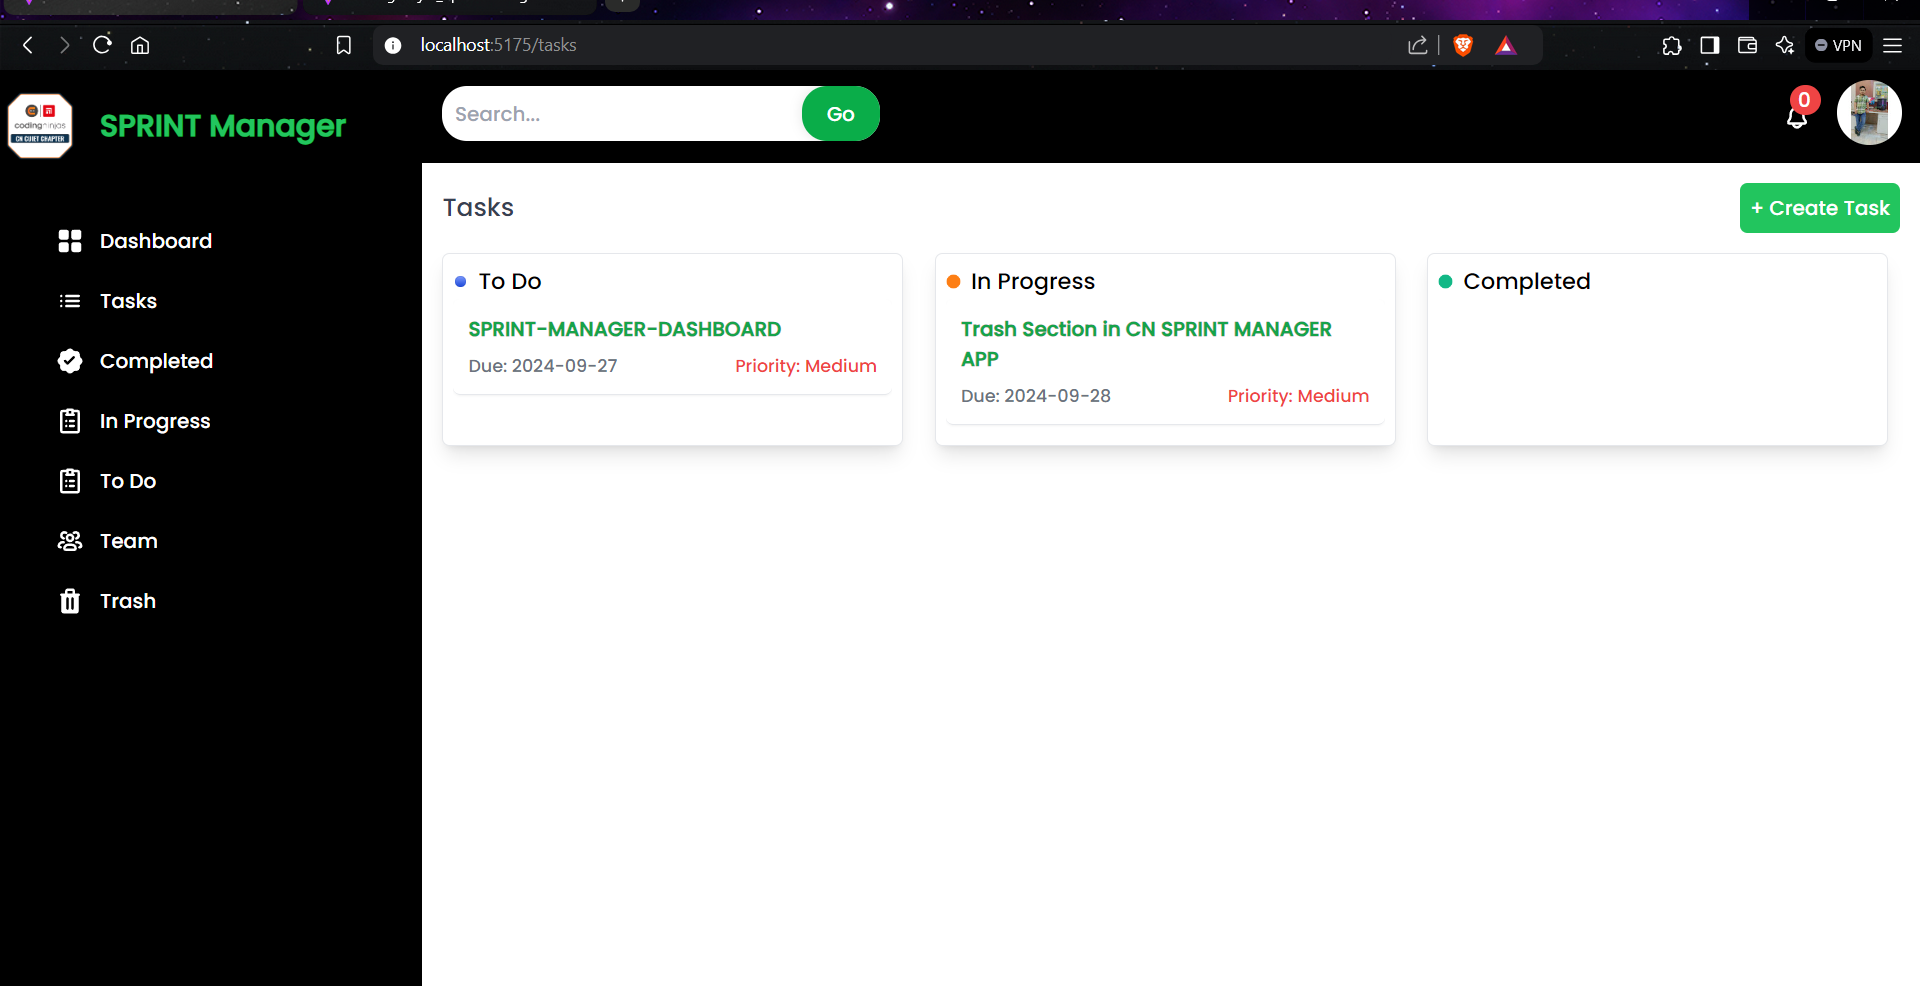 localhost:5175/tasks
VPN
coding ninjas
CN CUIET CHAPTER
SPRINT Manager
Search...
Go
0
Dashboard
Tasks
Completed
In Progress
To Do
Team
Trash
Tasks
+ Create Task
To Do
SPRINT-MANAGER-DASHBOARD
Due: 2024-09-27
Priority: Medium
In Progress
Trash Section in CN SPRINT MANAGER
APP
Due: 2024-09-28
Priority: Medium
Completed